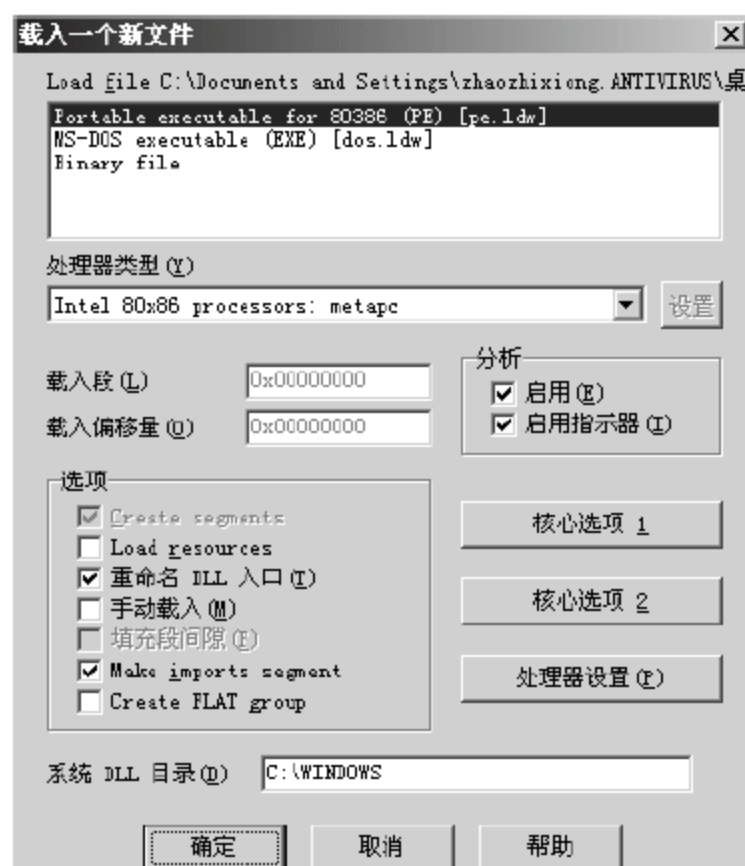 载入一个新文件
Load file C:\Documents and Settings\zhaozhixiong.ANTIVIRUS\桌
Portable executable for 80386 (PE) [pe.ldw]
MS-DOS executable (EXE) [dos.ldw]
Binary file
处理器类型(Y)
Intel 80x86 processors: metapc
设置
载入段(L) 0x00000000
载入偏移量(O) 0x00000000
分析
启用(E)
启用指示器(I)
选项
Create segments
Load resources
重命名 DLL 入口(T)
手动载入(M)
填充段间隙(F)
Make imports segment
Create FLAT group
核心选项 1
核心选项 2
处理器设置(P)
系统 DLL 目录(D) C:\WINDOWS
确定 取消 帮助